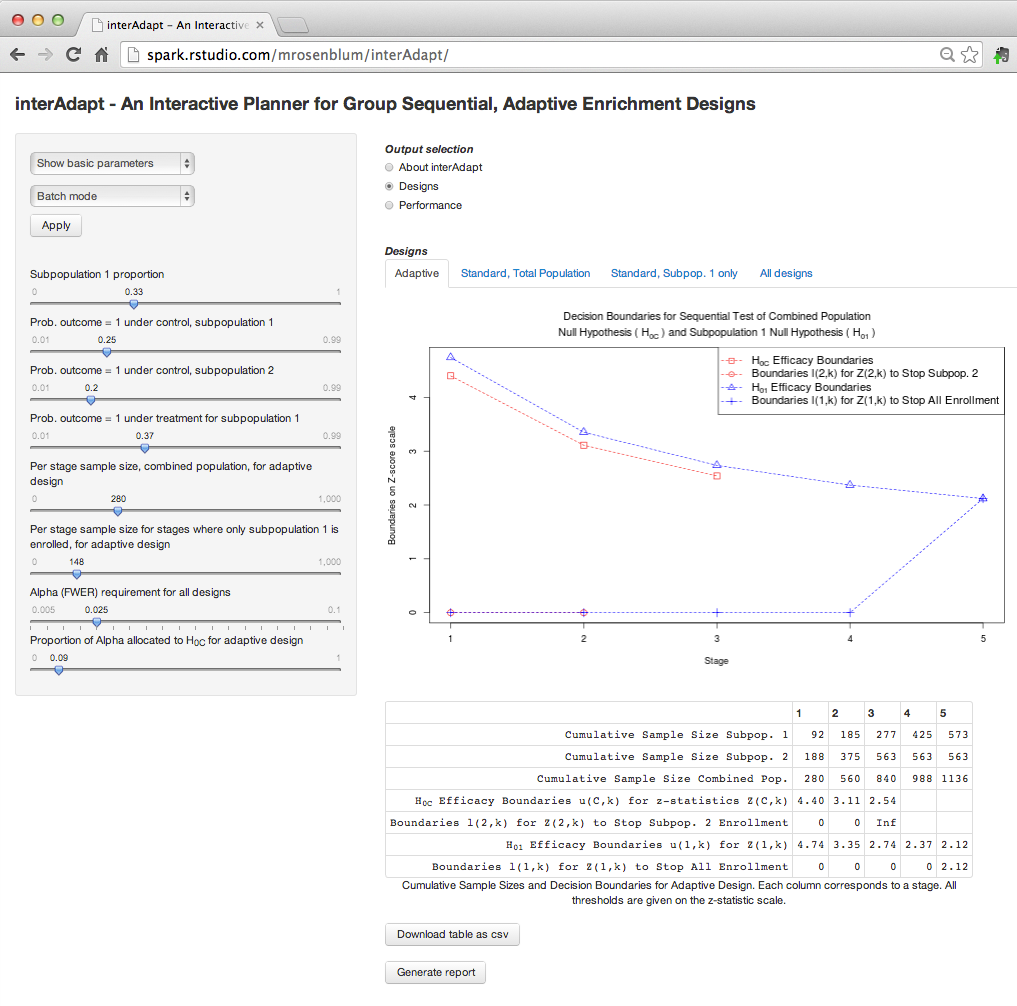 interAdapt – An Interactive
spark.rstudio.com/mrosenblum/interAdapt/
interAdapt - An Interactive Planner for Group Sequential, Adaptive Enrichment Designs
Show basic parameters
Batch mode
Apply
Subpopulation 1 proportion
0 0.33 1
Prob. outcome = 1 under control, subpopulation 1
0.01 0.25 0.99
Prob. outcome = 1 under control, subpopulation 2
0.01 0.2 0.99
Prob. outcome = 1 under treatment for subpopulation 1
0.01 0.37 0.99
Per stage sample size, combined population, for adaptive
design
0 280 1,000
Per stage sample size for stages where only subpopulation 1 is
enrolled, for adaptive design
0 148 1,000
Alpha (FWER) requirement for all designs
0.005 0.025 0.1
Proportion of Alpha allocated to H0C for adaptive design
0 0.09 1
Output selection
About interAdapt
Designs
Performance
Designs
Adaptive Standard, Total Population Standard, Subpop. 1 only All designs
Decision Boundaries for Sequential Test of Combined Population
Null Hypothesis ( H0C ) and Subpopulation 1 Null Hypothesis ( H01 )
H0C Efficacy Boundaries
Boundaries l(2,k) for Z(2,k) to Stop Subpop. 2
H01 Efficacy Boundaries
Boundaries l(1,k) for Z(1,k) to Stop All Enrollment
Boundaries on Z-score scale
4
3
2
1
0
1 2 3 4 5
Stage
1 2 3 4 5
Cumulative Sample Size Subpop. 1 92 185 277 425 573
Cumulative Sample Size Subpop. 2 188 375 563 563 563
Cumulative Sample Size Combined Pop. 280 560 840 988 1136
H0C Efficacy Boundaries u(C,k) for z-statistics Z(C,k) 4.40 3.11 2.54
Boundaries l(2,k) for Z(2,k) to Stop Subpop. 2 Enrollment 0 0 Inf
H01 Efficacy Boundaries u(1,k) for Z(1,k) 4.74 3.35 2.74 2.37 2.12
Boundaries l(1,k) for Z(1,k) to Stop All Enrollment 0 0 0 0 2.12
Cumulative Sample Sizes and Decision Boundaries for Adaptive Design. Each column corresponds to a stage. All
thresholds are given on the z-statistic scale.
Download table as csv
Generate report